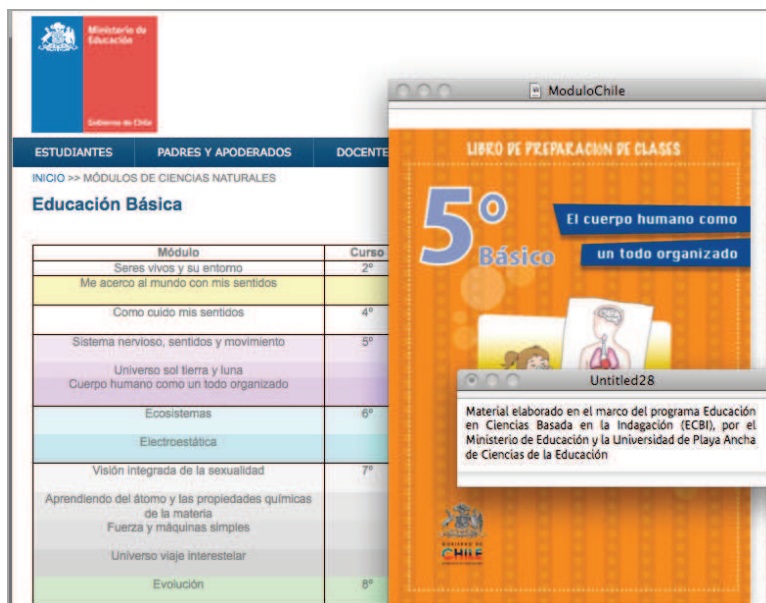 Ministerio de
Educación
Gobierno de Chile
ESTUDIANTES PADRES Y APODERADOS DOCENTE
INICIO >> MÓDULOS DE CIENCIAS NATURALES
Educación Básica
Módulo Curso
Seres vivos y su entorno 2º
Me acerco al mundo con mis sentidos
Como cuido mis sentidos 4º
Sistema nervioso, sentidos y movimiento 5º
Universo sol tierra y luna
Cuerpo humano como un todo organizado
Ecosistemas 6º
Electroestática
Visión integrada de la sexualidad 7º
Aprendiendo del átomo y las propiedades químicas
de la materia
Fuerza y máquinas simples
Universo viaje interestelar
Evolución 8º
ModuloChile
LIBRO DE PREPARACION DE CLASES
5º
Básico
El cuerpo humano como
un todo organizado
Untitled28
Material elaborado en el marco del programa Educación
en Ciencias Basada en la Indagación (ECBI), por el
Ministerio de Educación y la Universidad de Playa Ancha
de Ciencias de la Educación
GOBIERNO DE
CHILE